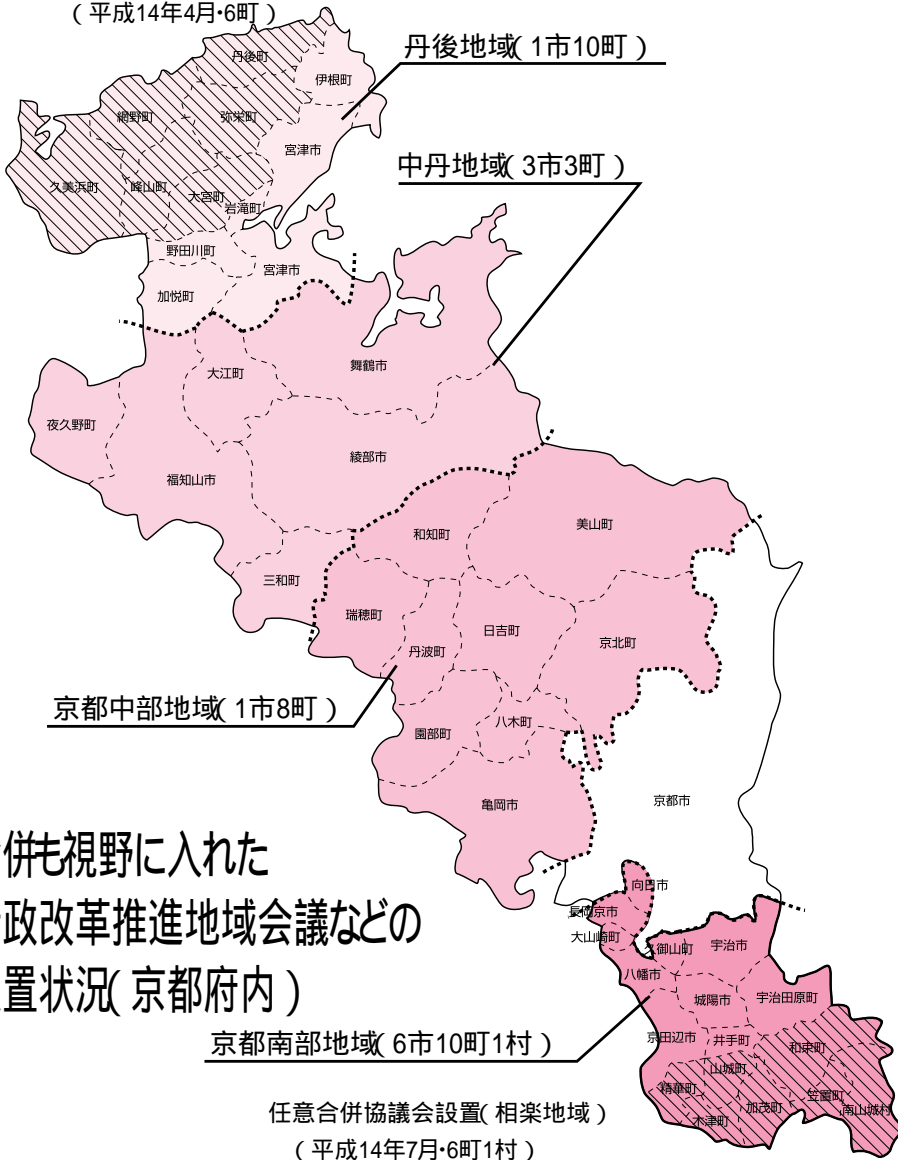 (平成14年4月・6町)
丹後地域(1市10町)
丹後町
伊根町
網野町
弥栄町
宮津市
中丹地域(3市3町)
久美浜町
峰山町
大宮町
岩滝町
野田川町
宮津市
加悦町
舞鶴市
大江町
夜久野町
綾部市
福知山市
美山町
和知町
三和町
瑞穂町
日吉町
京北町
丹波町
京都中部地域(1市8町)
八木町
園部町
亀岡市
京都市
併も視野に入れた
政改革推進地域会議などの
置状況(京都府内)
向日市
長岡京市
大山崎町
久御山町
宇治市
八幡市
城陽市
宇治田原町
京都南部地域(6市10町1村)
京田辺市
井手町
和束町
山城町
精華町
笠置町
加茂町
南山城村
木津町
任意合併協議会設置(相楽地域)
(平成14年7月・6町1村)